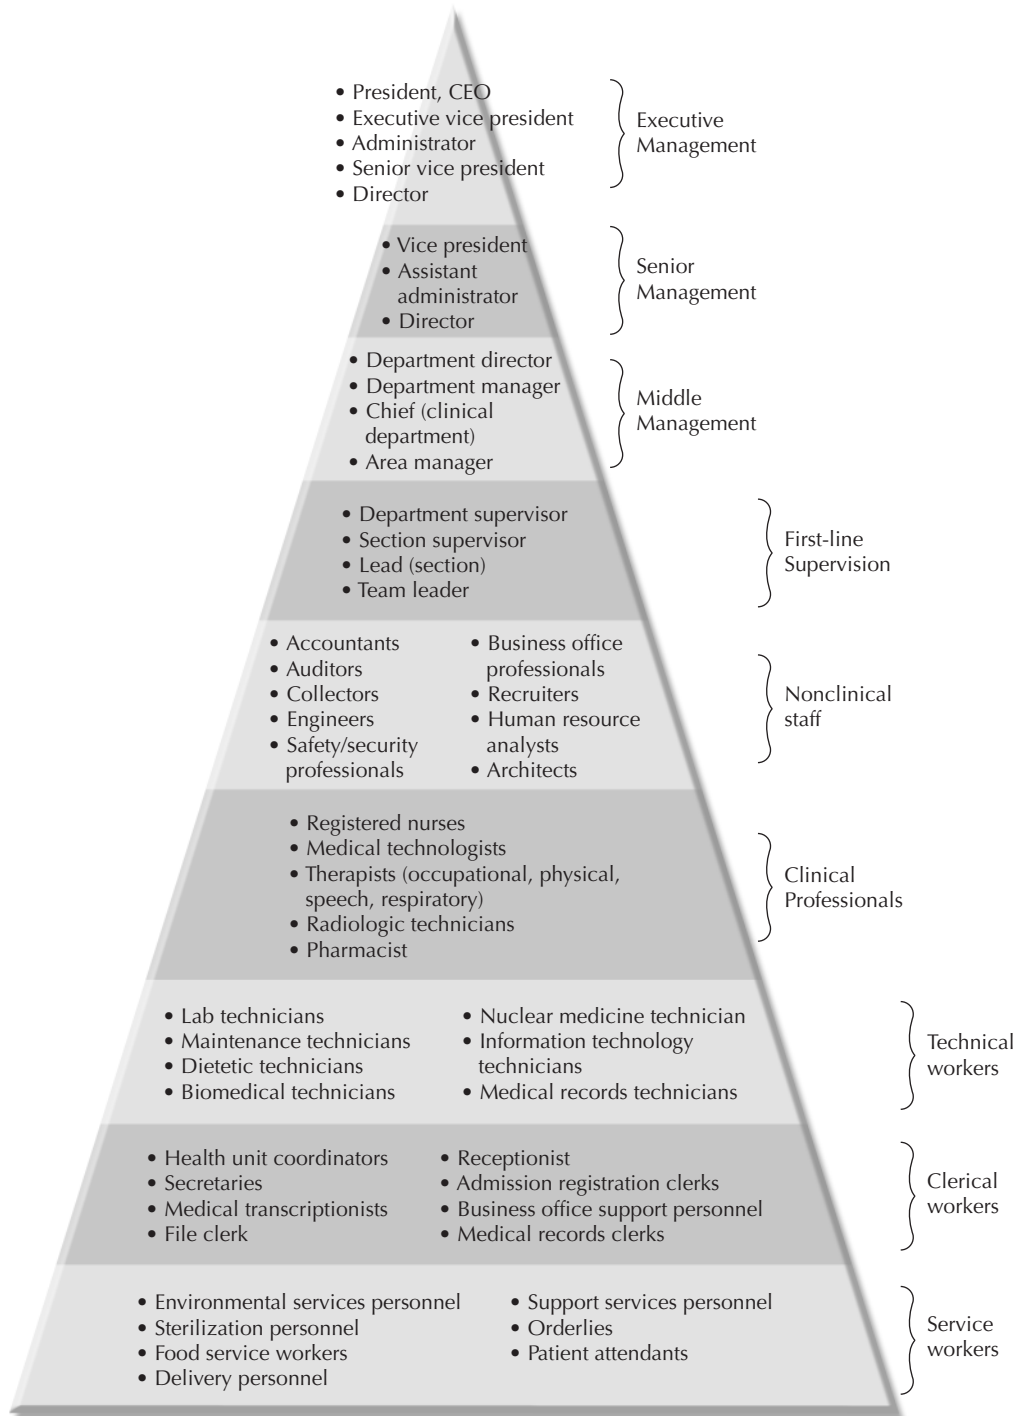 • President, CEO
• Executive vice president
• Administrator
• Senior vice president
• Director
Executive
Management
• Vice president
• Assistant
administrator
• Director
Senior
Management
• Department director
• Department manager
• Chief (clinical
department)
• Area manager
Middle
Management
• Department supervisor
• Section supervisor
• Lead (section)
• Team leader
First-line
Supervision
• Accountants
• Auditors
• Collectors
• Engineers
• Safety/security
professionals
• Business office
professionals
• Recruiters
• Human resource
analysts
• Architects
Nonclinical
staff
• Registered nurses
• Medical technologists
• Therapists (occupational, physical,
speech, respiratory)
• Radiologic technicians
• Pharmacist
Clinical
Professionals
• Lab technicians
• Maintenance technicians
• Dietetic technicians
• Biomedical technicians
• Nuclear medicine technician
• Information technology
technicians
• Medical records technicians
Technical
workers
• Health unit coordinators
• Secretaries
• Medical transcriptionists
• File clerk
• Receptionist
• Admission registration clerks
• Business office support personnel
• Medical records clerks
Clerical
workers
• Environmental services personnel
• Sterilization personnel
• Food service workers
• Delivery personnel
• Support services personnel
• Orderlies
• Patient attendants
Service
workers